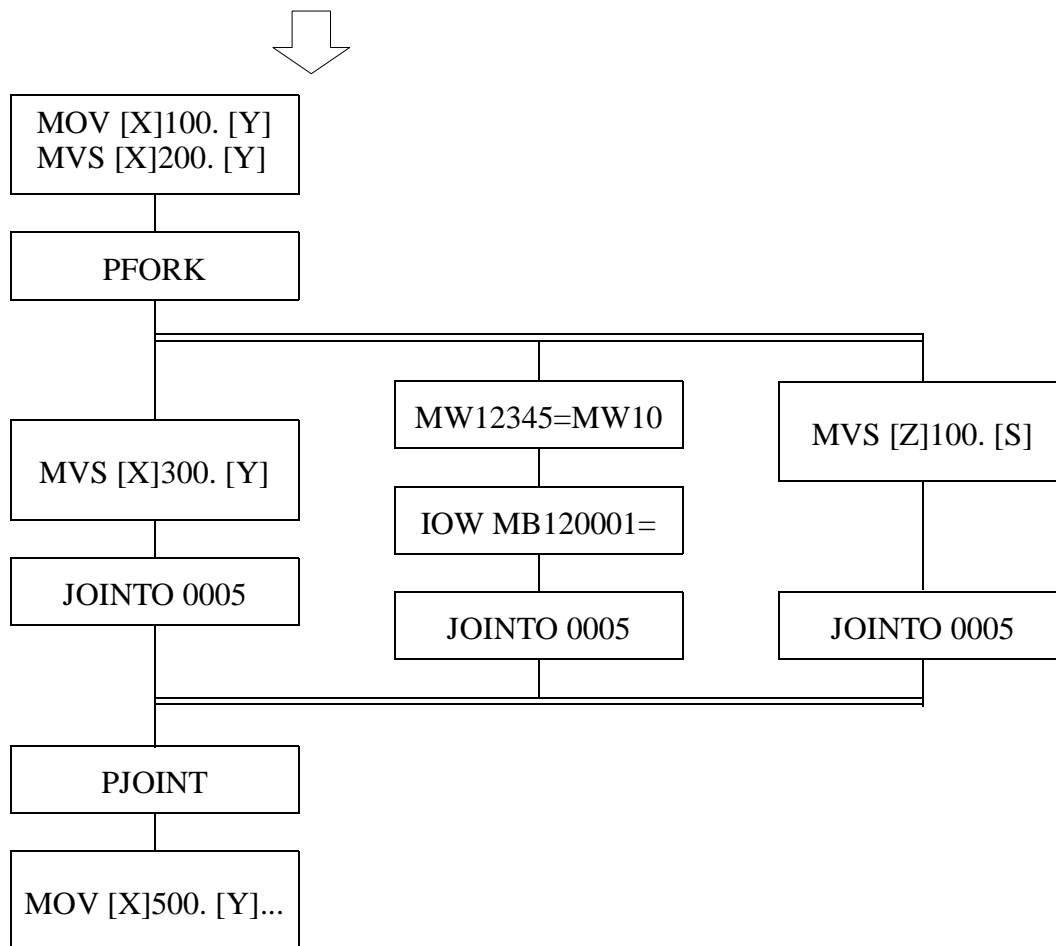 MOV [X]100. [Y]
MVS [X]200. [Y]
PFORK
MVS [X]300. [Y]
JOINTO 0005
MW12345=MW10
IOW MB120001=
JOINTO 0005
MVS [Z]100. [S]
JOINTO 0005
PJOINT
MOV [X]500. [Y]...